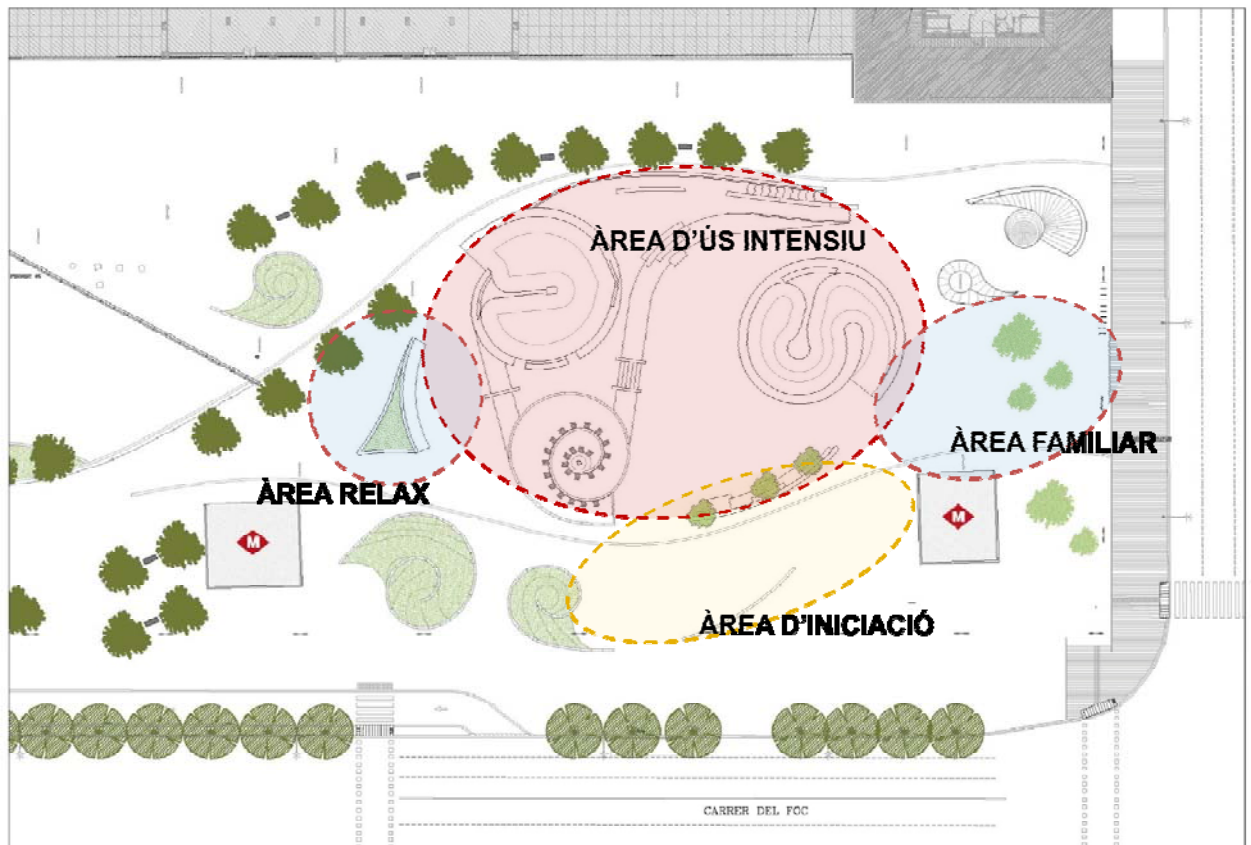 ÀREA D'ÚS INTENSIU
ÀREA FAMILIAR
ÀREA RELAX
M
M
ÀREA D'INICIACIÓ
CARRER DEL FOC